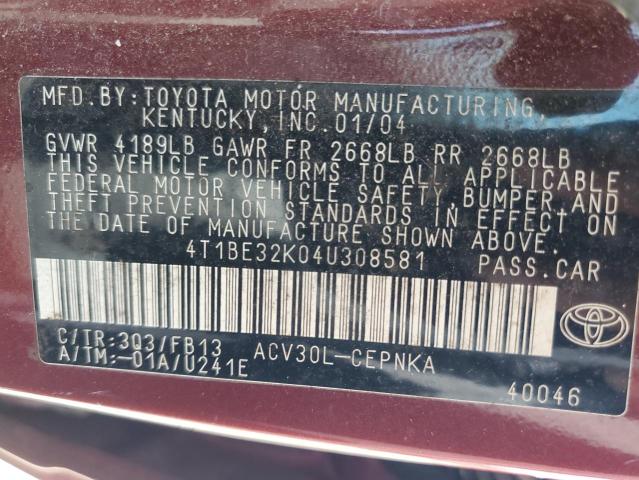 MFD.BY:TOYOTA MOTOR MANUFACTURING,
KENTUCKY,INC.01/04
GVWR 4189LB GAWR FR 2668LB RR 2668LB
THIS VEHICLE CONFORMS TO ALL APPLICABLE
FEDERAL MOTOR VEHICLE SAFETY,BUMPER,AND
THEFT PREVENTION STANDARDS IN EFFECT ON
THE DATE OF MANUFACTURE SHOWN ABOVE.
4T1BE32K04U308581 PASS.CAR
C/TR:3Q3/FB13 ACV30L-CEPNKA
A/TM:-01A/U241E
40046
TOYOTA